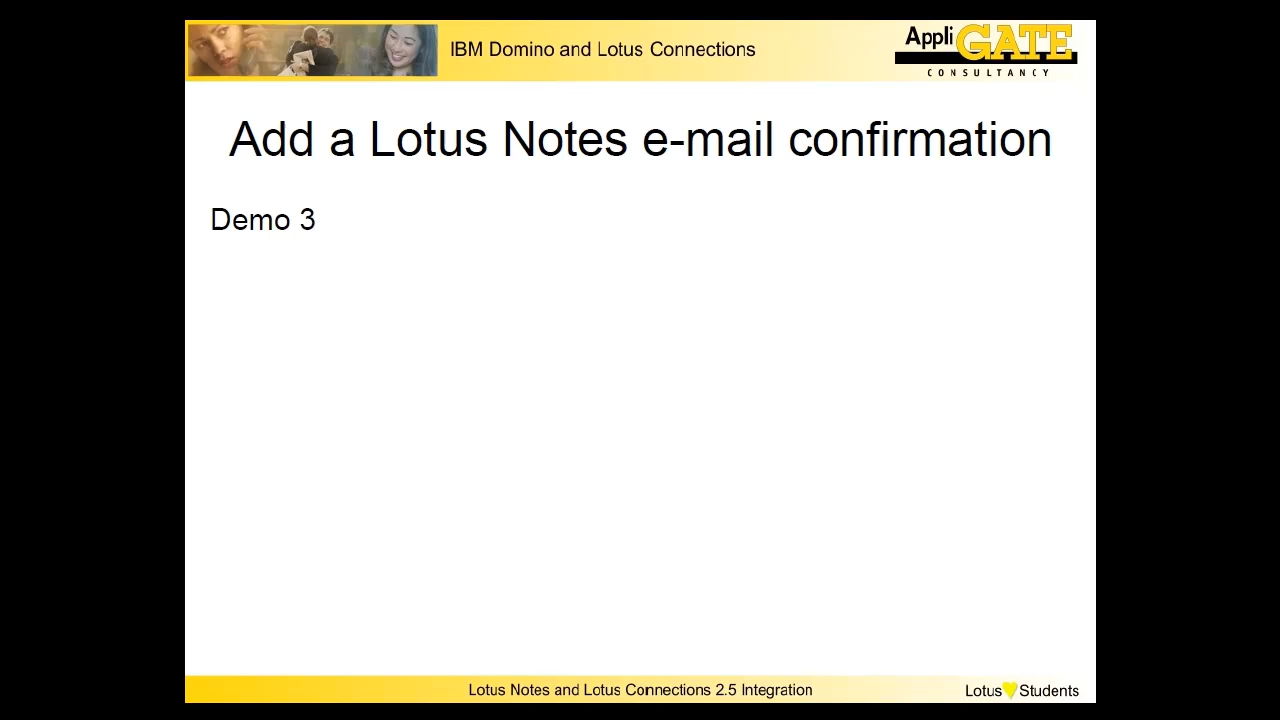 IBM Domino and Lotus Connections
Appli GATE
CONSULTANCY
Add a Lotus Notes e-mail confirmation
Demo 3
Lotus Notes and Lotus Connections 2.5 Integration
Lotus💛Students